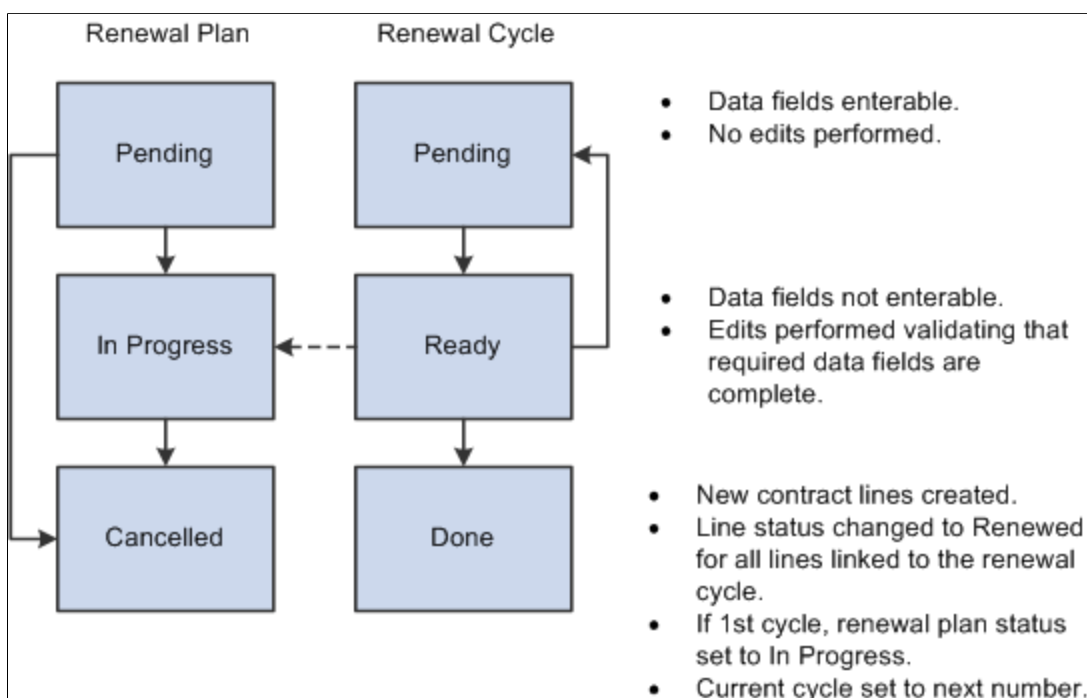 Renewal Plan
Renewal Cycle
Pending
Pending
• Data fields enterable.
• No edits performed.
In Progress
Ready
• Data fields not enterable.
• Edits performed validating that
required data fields are
complete.
Cancelled
Done
• New contract lines created.
• Line status changed to Renewed
for all lines linked to the renewal
cycle.
• If 1st cycle, renewal plan status
set to In Progress.
• Current cycle set to next number.